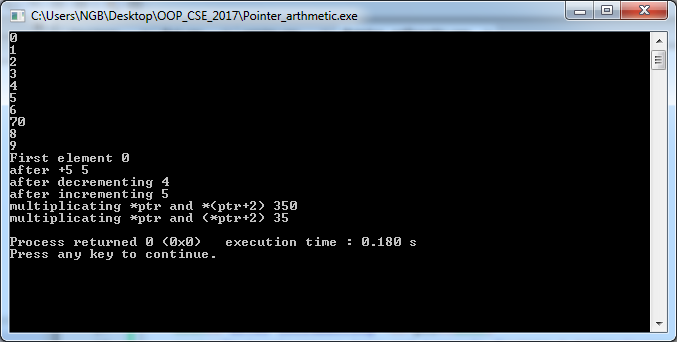 C:\Users\NGB\Desktop\OOP_CSE_2017\Pointer_arthmetic.exe
0
1
2
3
4
5
6
70
8
9
First element 0
after +5 5
after decrementing 4
after incrementing 5
multiplicating *ptr and *(ptr+2) 350
multiplicating *ptr and (*ptr+2) 35
Process returned 0 (0x0)   execution time : 0.180 s
Press any key to continue.